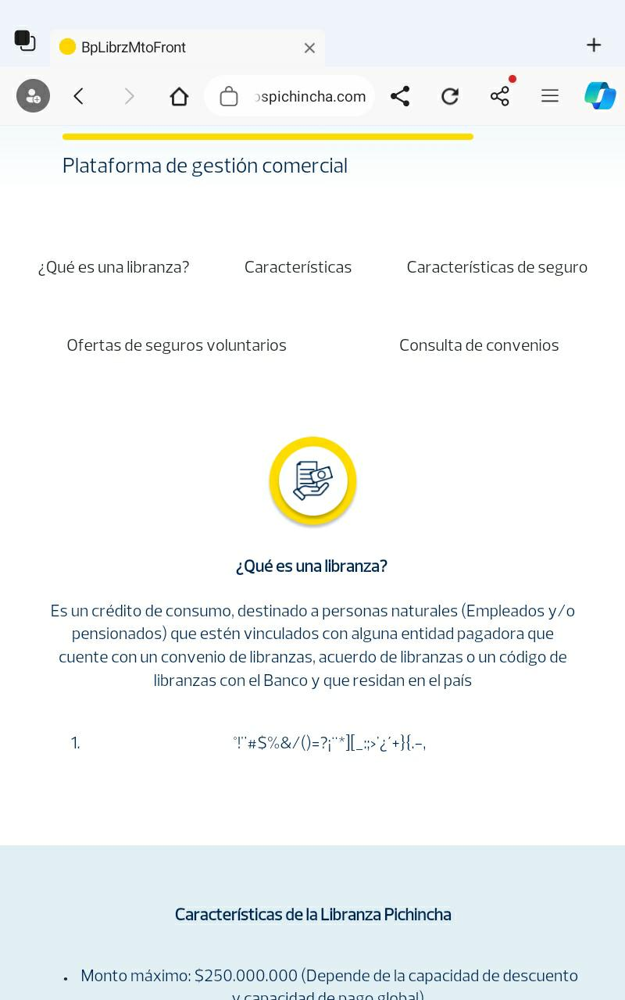 BpLibrzMtoFront
spichincha.com
Plataforma de gestión comercial
¿Qué es una libranza?
Características
Características de seguro
Ofertas de seguros voluntarios
Consulta de convenios
¿Qué es una libranza?
Es un crédito de consumo, destinado a personas naturales (Empleados y/o
pensionados) que estén vinculados con alguna entidad pagadora que
cuente con un convenio de libranzas, acuerdo de libranzas o un código de
libranzas con el Banco y que residan en el país
1. °!"#$%&/()=?¡¨*][_:;>'¿´+}{.-,
Características de la Libranza Pichincha
• Monto máximo: $250.000.000 (Depende de la capacidad de descuento
y capacidad de pago global)